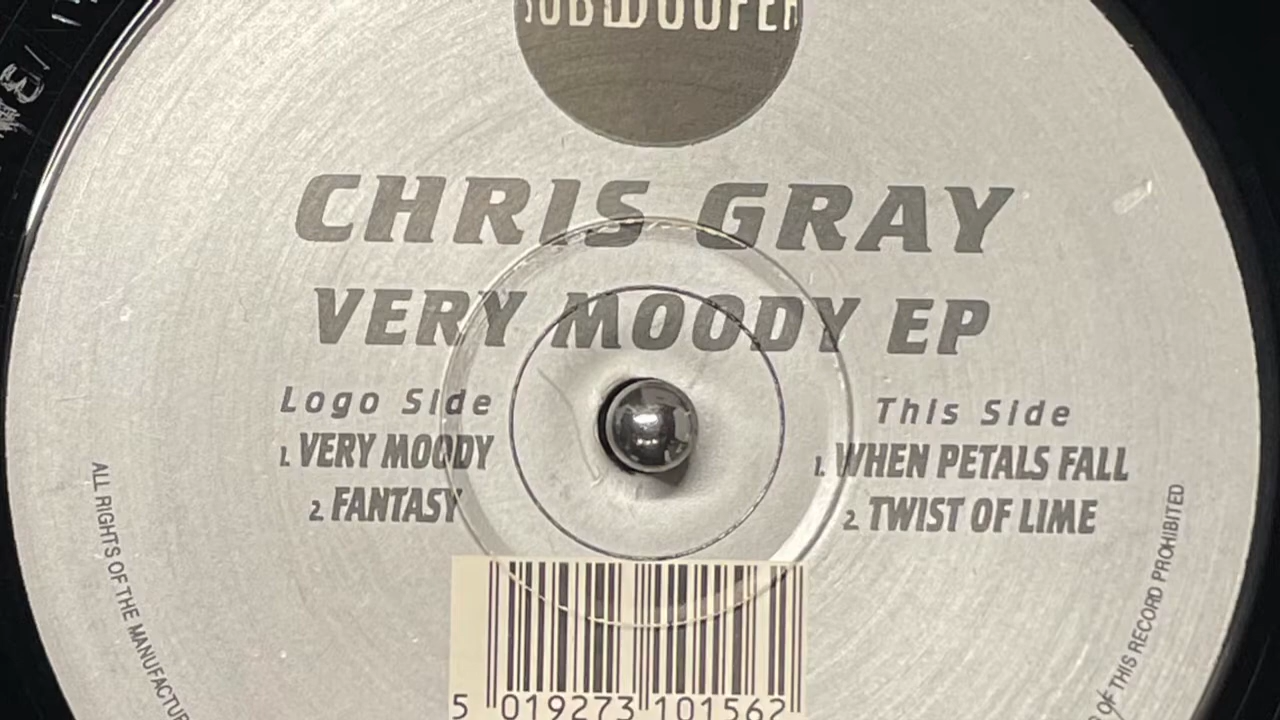 SUBWOOFER
CHRIS GRAY
VERY MOODY EP
Logo Side
1. VERY MOODY
2. FANTASY
This Side
1. WHEN PETALS FALL
2. TWIST OF LIME
ALL RIGHTS OF THE MANUFACTUR
OF THIS RECORD PROHIBITED
5 019273 101562